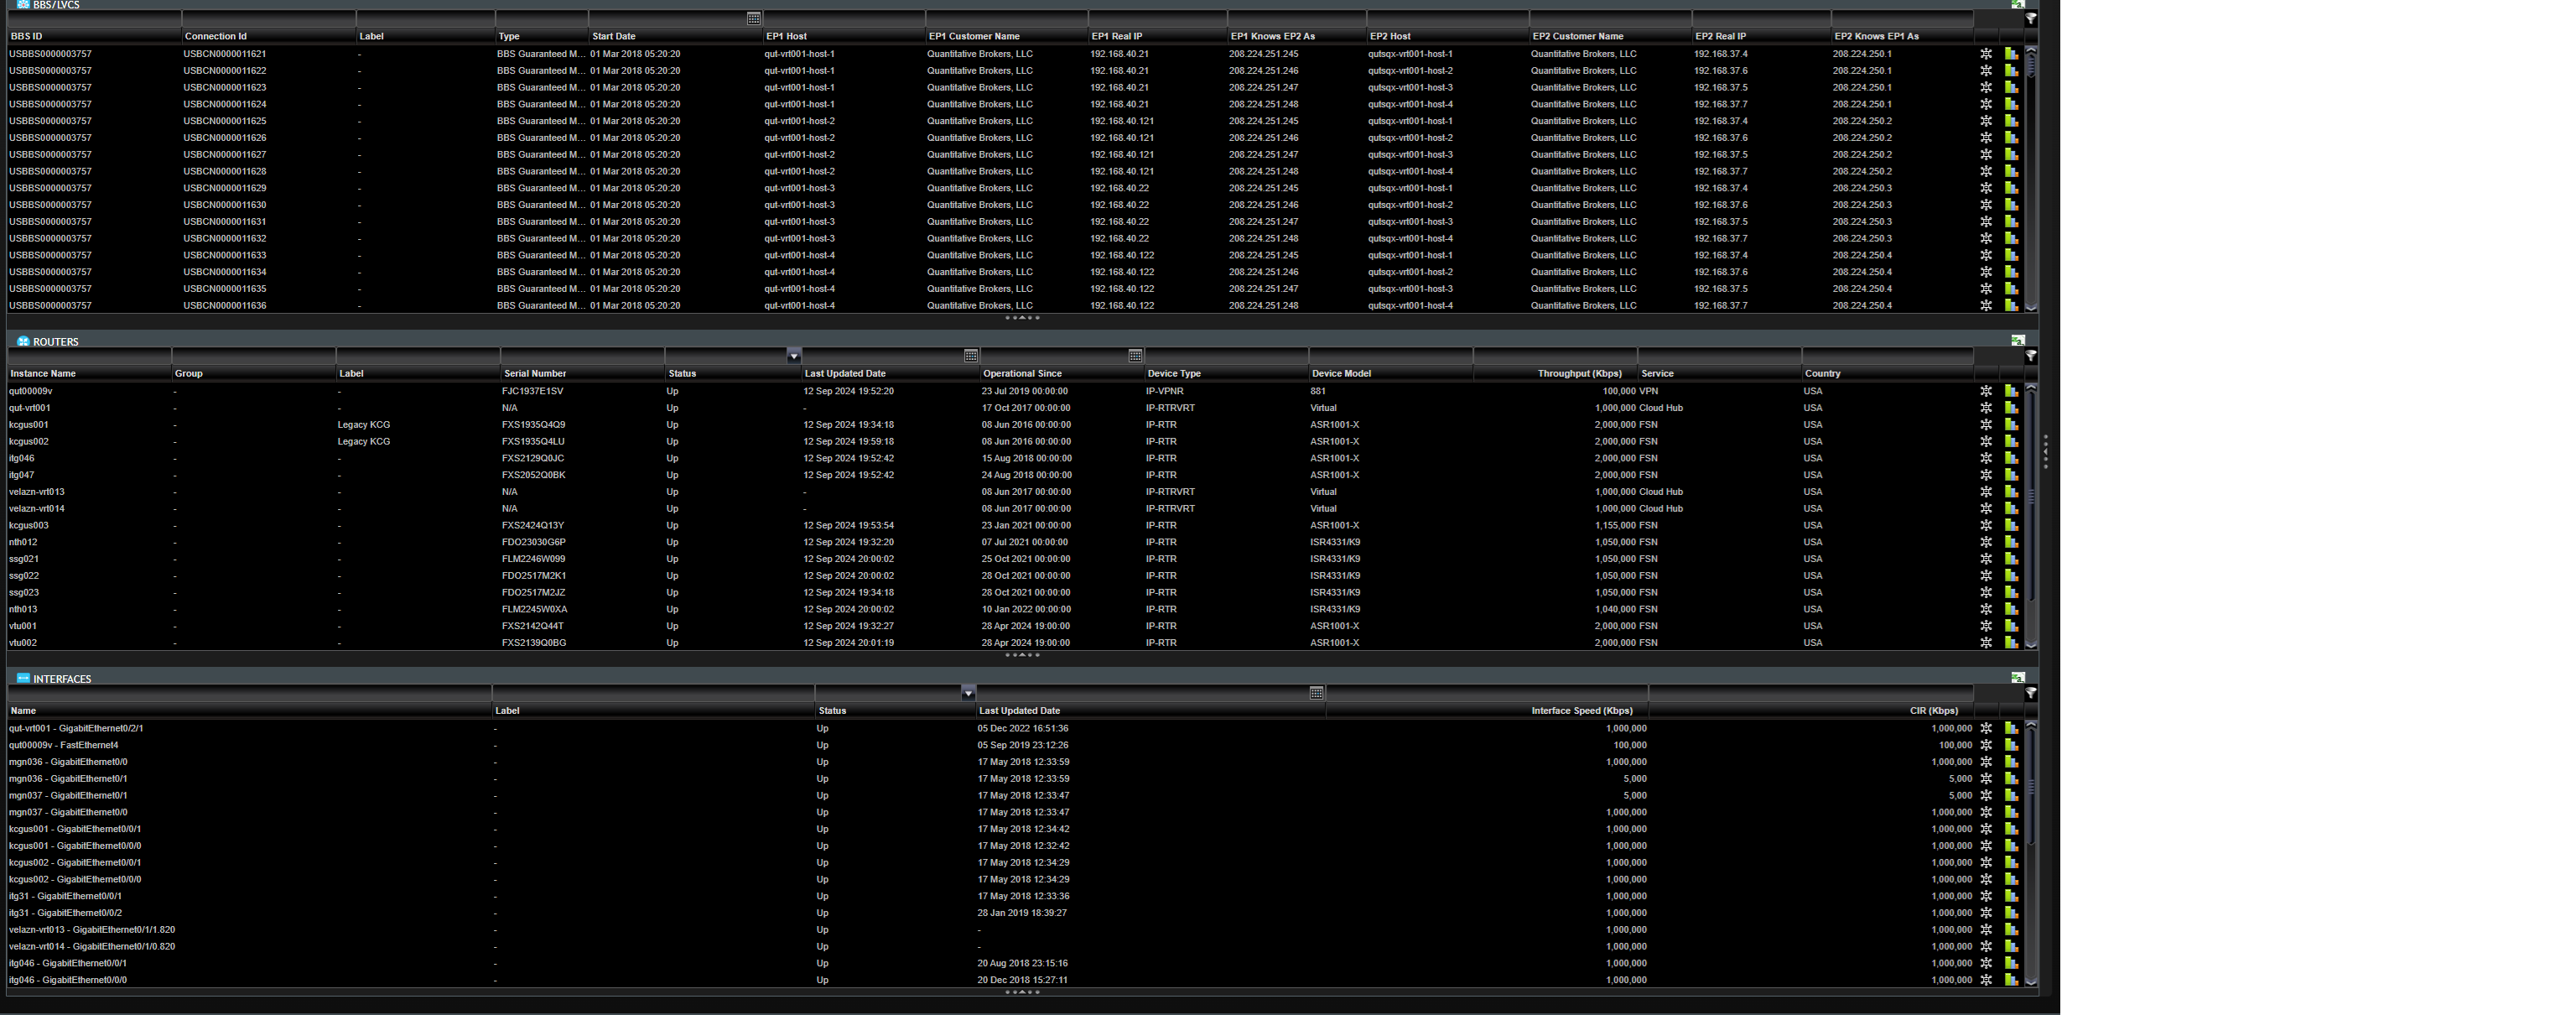 BBS/LVCS
BBS ID Connection Id Label Type Start Date EP1 Host EP1 Customer Name EP1 Real IP EP1 Knows EP2 As EP2 Host EP2 Customer Name EP2 Real IP EP2 Knows EP1 As
USBBS0000003757 USBCN0000011621 - BBS Guaranteed M... 01 Mar 2018 05:20:20 qut-vrt001-host-1 Quantitative Brokers, LLC 192.168.40.21 208.224.251.245 qutsqx-vrt001-host-1 Quantitative Brokers, LLC 192.168.37.4 208.224.250.1
USBBS0000003757 USBCN0000011622 - BBS Guaranteed M... 01 Mar 2018 05:20:20 qut-vrt001-host-1 Quantitative Brokers, LLC 192.168.40.21 208.224.251.246 qutsqx-vrt001-host-2 Quantitative Brokers, LLC 192.168.37.6 208.224.250.1
USBBS0000003757 USBCN0000011623 - BBS Guaranteed M... 01 Mar 2018 05:20:20 qut-vrt001-host-1 Quantitative Brokers, LLC 192.168.40.21 208.224.251.247 qutsqx-vrt001-host-3 Quantitative Brokers, LLC 192.168.37.5 208.224.250.1
USBBS0000003757 USBCN0000011624 - BBS Guaranteed M... 01 Mar 2018 05:20:20 qut-vrt001-host-1 Quantitative Brokers, LLC 192.168.40.21 208.224.251.248 qutsqx-vrt001-host-4 Quantitative Brokers, LLC 192.168.37.7 208.224.250.1
USBBS0000003757 USBCN0000011625 - BBS Guaranteed M... 01 Mar 2018 05:20:20 qut-vrt001-host-2 Quantitative Brokers, LLC 192.168.40.121 208.224.251.245 qutsqx-vrt001-host-1 Quantitative Brokers, LLC 192.168.37.4 208.224.250.2
USBBS0000003757 USBCN0000011626 - BBS Guaranteed M... 01 Mar 2018 05:20:20 qut-vrt001-host-2 Quantitative Brokers, LLC 192.168.40.121 208.224.251.246 qutsqx-vrt001-host-2 Quantitative Brokers, LLC 192.168.37.6 208.224.250.2
USBBS0000003757 USBCN0000011627 - BBS Guaranteed M... 01 Mar 2018 05:20:20 qut-vrt001-host-2 Quantitative Brokers, LLC 192.168.40.121 208.224.251.247 qutsqx-vrt001-host-3 Quantitative Brokers, LLC 192.168.37.5 208.224.250.2
USBBS0000003757 USBCN0000011628 - BBS Guaranteed M... 01 Mar 2018 05:20:20 qut-vrt001-host-2 Quantitative Brokers, LLC 192.168.40.121 208.224.251.248 qutsqx-vrt001-host-4 Quantitative Brokers, LLC 192.168.37.7 208.224.250.2
USBBS0000003757 USBCN0000011629 - BBS Guaranteed M... 01 Mar 2018 05:20:20 qut-vrt001-host-3 Quantitative Brokers, LLC 192.168.40.22 208.224.251.245 qutsqx-vrt001-host-1 Quantitative Brokers, LLC 192.168.37.4 208.224.250.3
USBBS0000003757 USBCN0000011630 - BBS Guaranteed M... 01 Mar 2018 05:20:20 qut-vrt001-host-3 Quantitative Brokers, LLC 192.168.40.22 208.224.251.246 qutsqx-vrt001-host-2 Quantitative Brokers, LLC 192.168.37.6 208.224.250.3
USBBS0000003757 USBCN0000011631 - BBS Guaranteed M... 01 Mar 2018 05:20:20 qut-vrt001-host-3 Quantitative Brokers, LLC 192.168.40.22 208.224.251.247 qutsqx-vrt001-host-3 Quantitative Brokers, LLC 192.168.37.5 208.224.250.3
USBBS0000003757 USBCN0000011632 - BBS Guaranteed M... 01 Mar 2018 05:20:20 qut-vrt001-host-3 Quantitative Brokers, LLC 192.168.40.22 208.224.251.248 qutsqx-vrt001-host-4 Quantitative Brokers, LLC 192.168.37.7 208.224.250.3
USBBS0000003757 USBCN0000011633 - BBS Guaranteed M... 01 Mar 2018 05:20:20 qut-vrt001-host-4 Quantitative Brokers, LLC 192.168.40.122 208.224.251.245 qutsqx-vrt001-host-1 Quantitative Brokers, LLC 192.168.37.4 208.224.250.4
USBBS0000003757 USBCN0000011634 - BBS Guaranteed M... 01 Mar 2018 05:20:20 qut-vrt001-host-4 Quantitative Brokers, LLC 192.168.40.122 208.224.251.246 qutsqx-vrt001-host-2 Quantitative Brokers, LLC 192.168.37.6 208.224.250.4
USBBS0000003757 USBCN0000011635 - BBS Guaranteed M... 01 Mar 2018 05:20:20 qut-vrt001-host-4 Quantitative Brokers, LLC 192.168.40.122 208.224.251.247 qutsqx-vrt001-host-3 Quantitative Brokers, LLC 192.168.37.5 208.224.250.4
USBBS0000003757 USBCN0000011636 - BBS Guaranteed M... 01 Mar 2018 05:20:20 qut-vrt001-host-4 Quantitative Brokers, LLC 192.168.40.122 208.224.251.248 qutsqx-vrt001-host-4 Quantitative Brokers, LLC 192.168.37.7 208.224.250.4
ROUTERS
Instance Name Group Label Serial Number Status Last Updated Date Operational Since Device Type Device Model Throughput (Kbps) Service Country
qut00009v - - FJC1937E1SV Up 12 Sep 2024 19:52:20 23 Jul 2019 00:00:00 IP-VPNR 881 100,000 VPN USA
qut-vrt001 - - N/A Up - 17 Oct 2017 00:00:00 IP-RTRVRT Virtual 1,000,000 Cloud Hub USA
kcgus001 - Legacy KCG FXS1935Q4Q9 Up 12 Sep 2024 19:34:18 08 Jun 2016 00:00:00 IP-RTR ASR1001-X 2,000,000 FSN USA
kcgus002 - Legacy KCG FXS1935Q4LU Up 12 Sep 2024 19:59:18 08 Jun 2016 00:00:00 IP-RTR ASR1001-X 2,000,000 FSN USA
itg046 - - FXS2129Q0JC Up 12 Sep 2024 19:52:42 15 Aug 2018 00:00:00 IP-RTR ASR1001-X 2,000,000 FSN USA
itg047 - - FXS2052Q0BK Up 12 Sep 2024 19:52:42 24 Aug 2018 00:00:00 IP-RTR ASR1001-X 2,000,000 FSN USA
velazn-vrt013 - - N/A Up - 08 Jun 2017 00:00:00 IP-RTRVRT Virtual 1,000,000 Cloud Hub USA
velazn-vrt014 - - N/A Up - 08 Jun 2017 00:00:00 IP-RTRVRT Virtual 1,000,000 Cloud Hub USA
kcgus003 - - FXS2424Q13Y Up 12 Sep 2024 19:53:54 23 Jan 2021 00:00:00 IP-RTR ASR1001-X 1,155,000 FSN USA
nth012 - - FDO23030G6P Up 12 Sep 2024 19:32:20 07 Jul 2021 00:00:00 IP-RTR ISR4331/K9 1,050,000 FSN USA
ssg021 - - FLM2246W099 Up 12 Sep 2024 20:00:02 25 Oct 2021 00:00:00 IP-RTR ISR4331/K9 1,050,000 FSN USA
ssg022 - - FDO2517M2K1 Up 12 Sep 2024 20:00:02 28 Oct 2021 00:00:00 IP-RTR ISR4331/K9 1,050,000 FSN USA
ssg023 - - FDO2517M2JZ Up 12 Sep 2024 19:34:18 28 Oct 2021 00:00:00 IP-RTR ISR4331/K9 1,050,000 FSN USA
nth013 - - FLM2245W0XA Up 12 Sep 2024 20:00:02 10 Jan 2022 00:00:00 IP-RTR ISR4331/K9 1,040,000 FSN USA
vtu001 - - FXS2142Q44T Up 12 Sep 2024 19:32:27 28 Apr 2024 19:00:00 IP-RTR ASR1001-X 2,000,000 FSN USA
vtu002 - - FXS2139Q0BG Up 12 Sep 2024 20:01:19 28 Apr 2024 19:00:00 IP-RTR ASR1001-X 2,000,000 FSN USA
INTERFACES
Name Label Status Last Updated Date Interface Speed (Kbps) CIR (Kbps)
qut-vrt001 - GigabitEthernet0/2/1 - Up 05 Dec 2022 16:51:36 1,000,000 1,000,000
qut00009v - FastEthernet4 - Up 05 Sep 2019 23:12:26 100,000 100,000
mgn036 - GigabitEthernet0/0 - Up 17 May 2018 12:33:59 1,000,000 1,000,000
mgn036 - GigabitEthernet0/1 - Up 17 May 2018 12:33:59 5,000 5,000
mgn037 - GigabitEthernet0/1 - Up 17 May 2018 12:33:47 5,000 5,000
mgn037 - GigabitEthernet0/0 - Up 17 May 2018 12:33:47 1,000,000 1,000,000
kcgus001 - GigabitEthernet0/0/1 - Up 17 May 2018 12:34:42 1,000,000 1,000,000
kcgus001 - GigabitEthernet0/0/0 - Up 17 May 2018 12:32:42 1,000,000 1,000,000
kcgus002 - GigabitEthernet0/0/1 - Up 17 May 2018 12:34:29 1,000,000 1,000,000
kcgus002 - GigabitEthernet0/0/0 - Up 17 May 2018 12:34:29 1,000,000 1,000,000
itg31 - GigabitEthernet0/0/1 - Up 17 May 2018 12:33:36 1,000,000 1,000,000
itg31 - GigabitEthernet0/0/2 - Up 28 Jan 2019 18:39:27 1,000,000 1,000,000
velazn-vrt013 - GigabitEthernet0/1/1.820 - Up - 1,000,000 1,000,000
velazn-vrt014 - GigabitEthernet0/1/0.820 - Up - 1,000,000 1,000,000
itg046 - GigabitEthernet0/0/1 - Up 20 Aug 2018 23:15:16 1,000,000 1,000,000
itg046 - GigabitEthernet0/0/0 - Up 20 Dec 2018 15:27:11 1,000,000 1,000,000